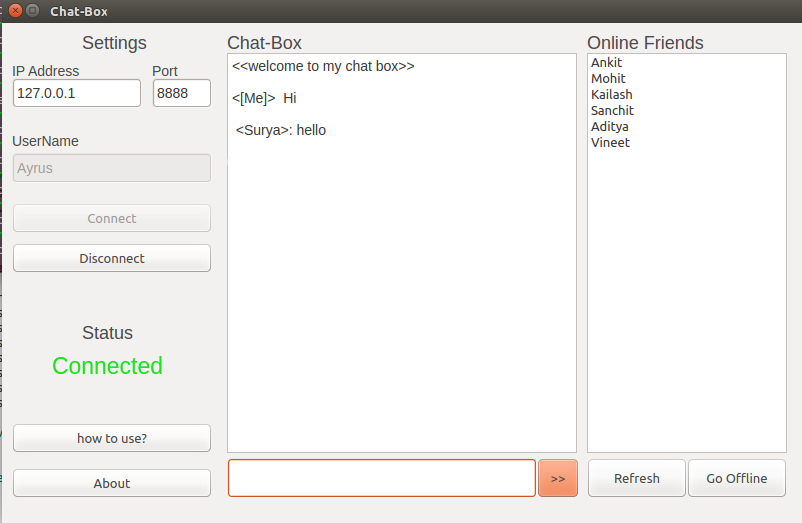 Chat-Box
Settings
IP Address Port
127.0.0.1 8888
UserName
Ayrus
Connect
Disconnect
Status
Connected
how to use?
About
Chat-Box
<<welcome to my chat box>>
<[Me]>  Hi
<Surya>: hello
>>
Online Friends
Ankit
Mohit
Kailash
Sanchit
Aditya
Vineet
Refresh Go Offline